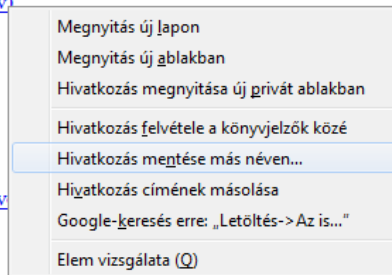 Megnyitás új lapon
Megnyitás új ablakban
Hivatkozás megnyitása új privát ablakban
Hivatkozás felvétele a könyvjelzők közé
Hivatkozás mentése más néven...
Hivatkozás címének másolása
Google-keresés erre: „Letöltés->Az is...”
Elem vizsgálata (Q)